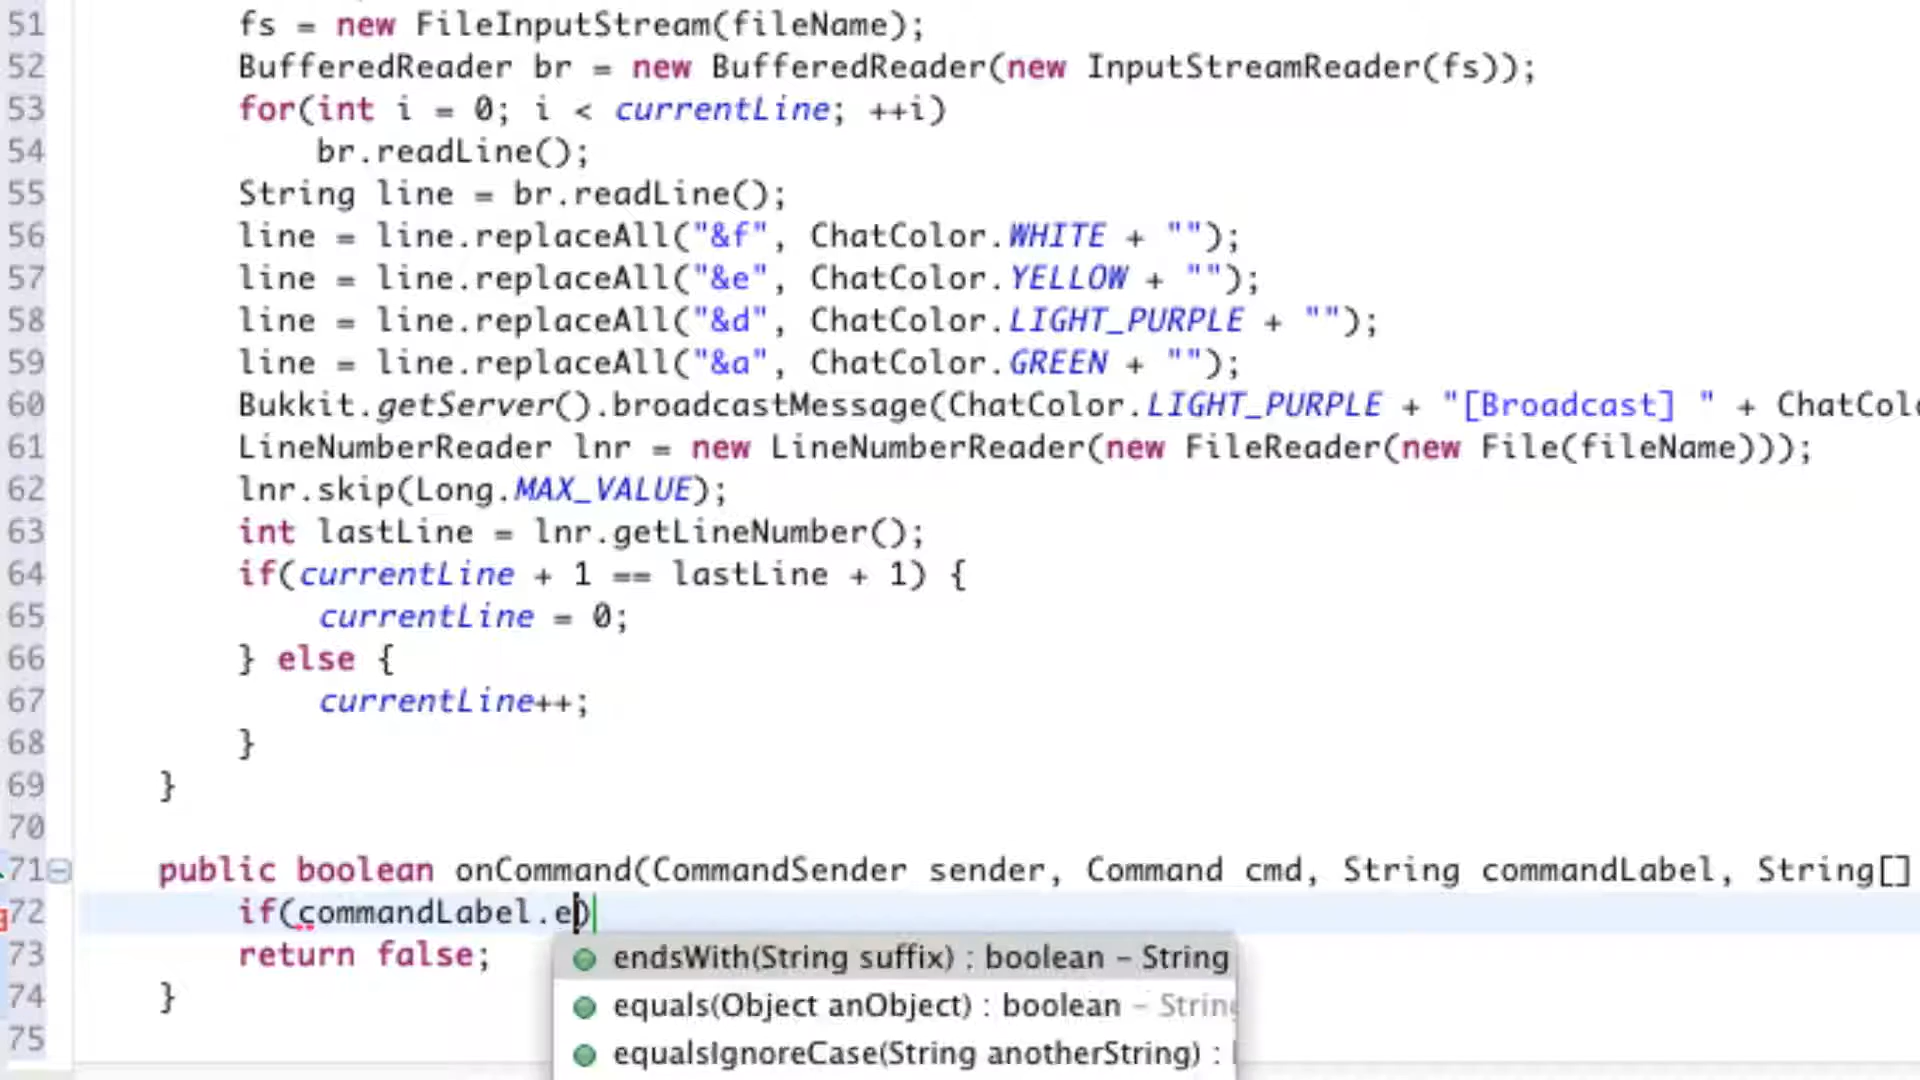 51 fs = new FileInputStream(fileName);
52 BufferedReader br = new BufferedReader(new InputStreamReader(fs));
53 for(int i = 0; i < currentLine; ++i)
54 br.readLine();
55 String line = br.readLine();
56 line = line.replaceAll("&f", ChatColor.WHITE + "");
57 line = line.replaceAll("&e", ChatColor.YELLOW + "");
58 line = line.replaceAll("&d", ChatColor.LIGHT_PURPLE + "");
59 line = line.replaceAll("&a", ChatColor.GREEN + "");
60 Bukkit.getServer().broadcastMessage(ChatColor.LIGHT_PURPLE + "[Broadcast] " + ChatCol
61 LineNumberReader lnr = new LineNumberReader(new FileReader(new File(fileName)));
62 lnr.skip(Long.MAX_VALUE);
63 int lastLine = lnr.getLineNumber();
64 if(currentLine + 1 == lastLine + 1) {
65 currentLine = 0;
66 } else {
67 currentLine++;
68 }
69 }
70
71 public boolean onCommand(CommandSender sender, Command cmd, String commandLabel, String[]
72 if(commandLabel.e)
73 return false;
endsWith(String suffix) : boolean – String
74 }
equals(Object anObject) : boolean – String
75
equalsIgnoreCase(String anotherString) :